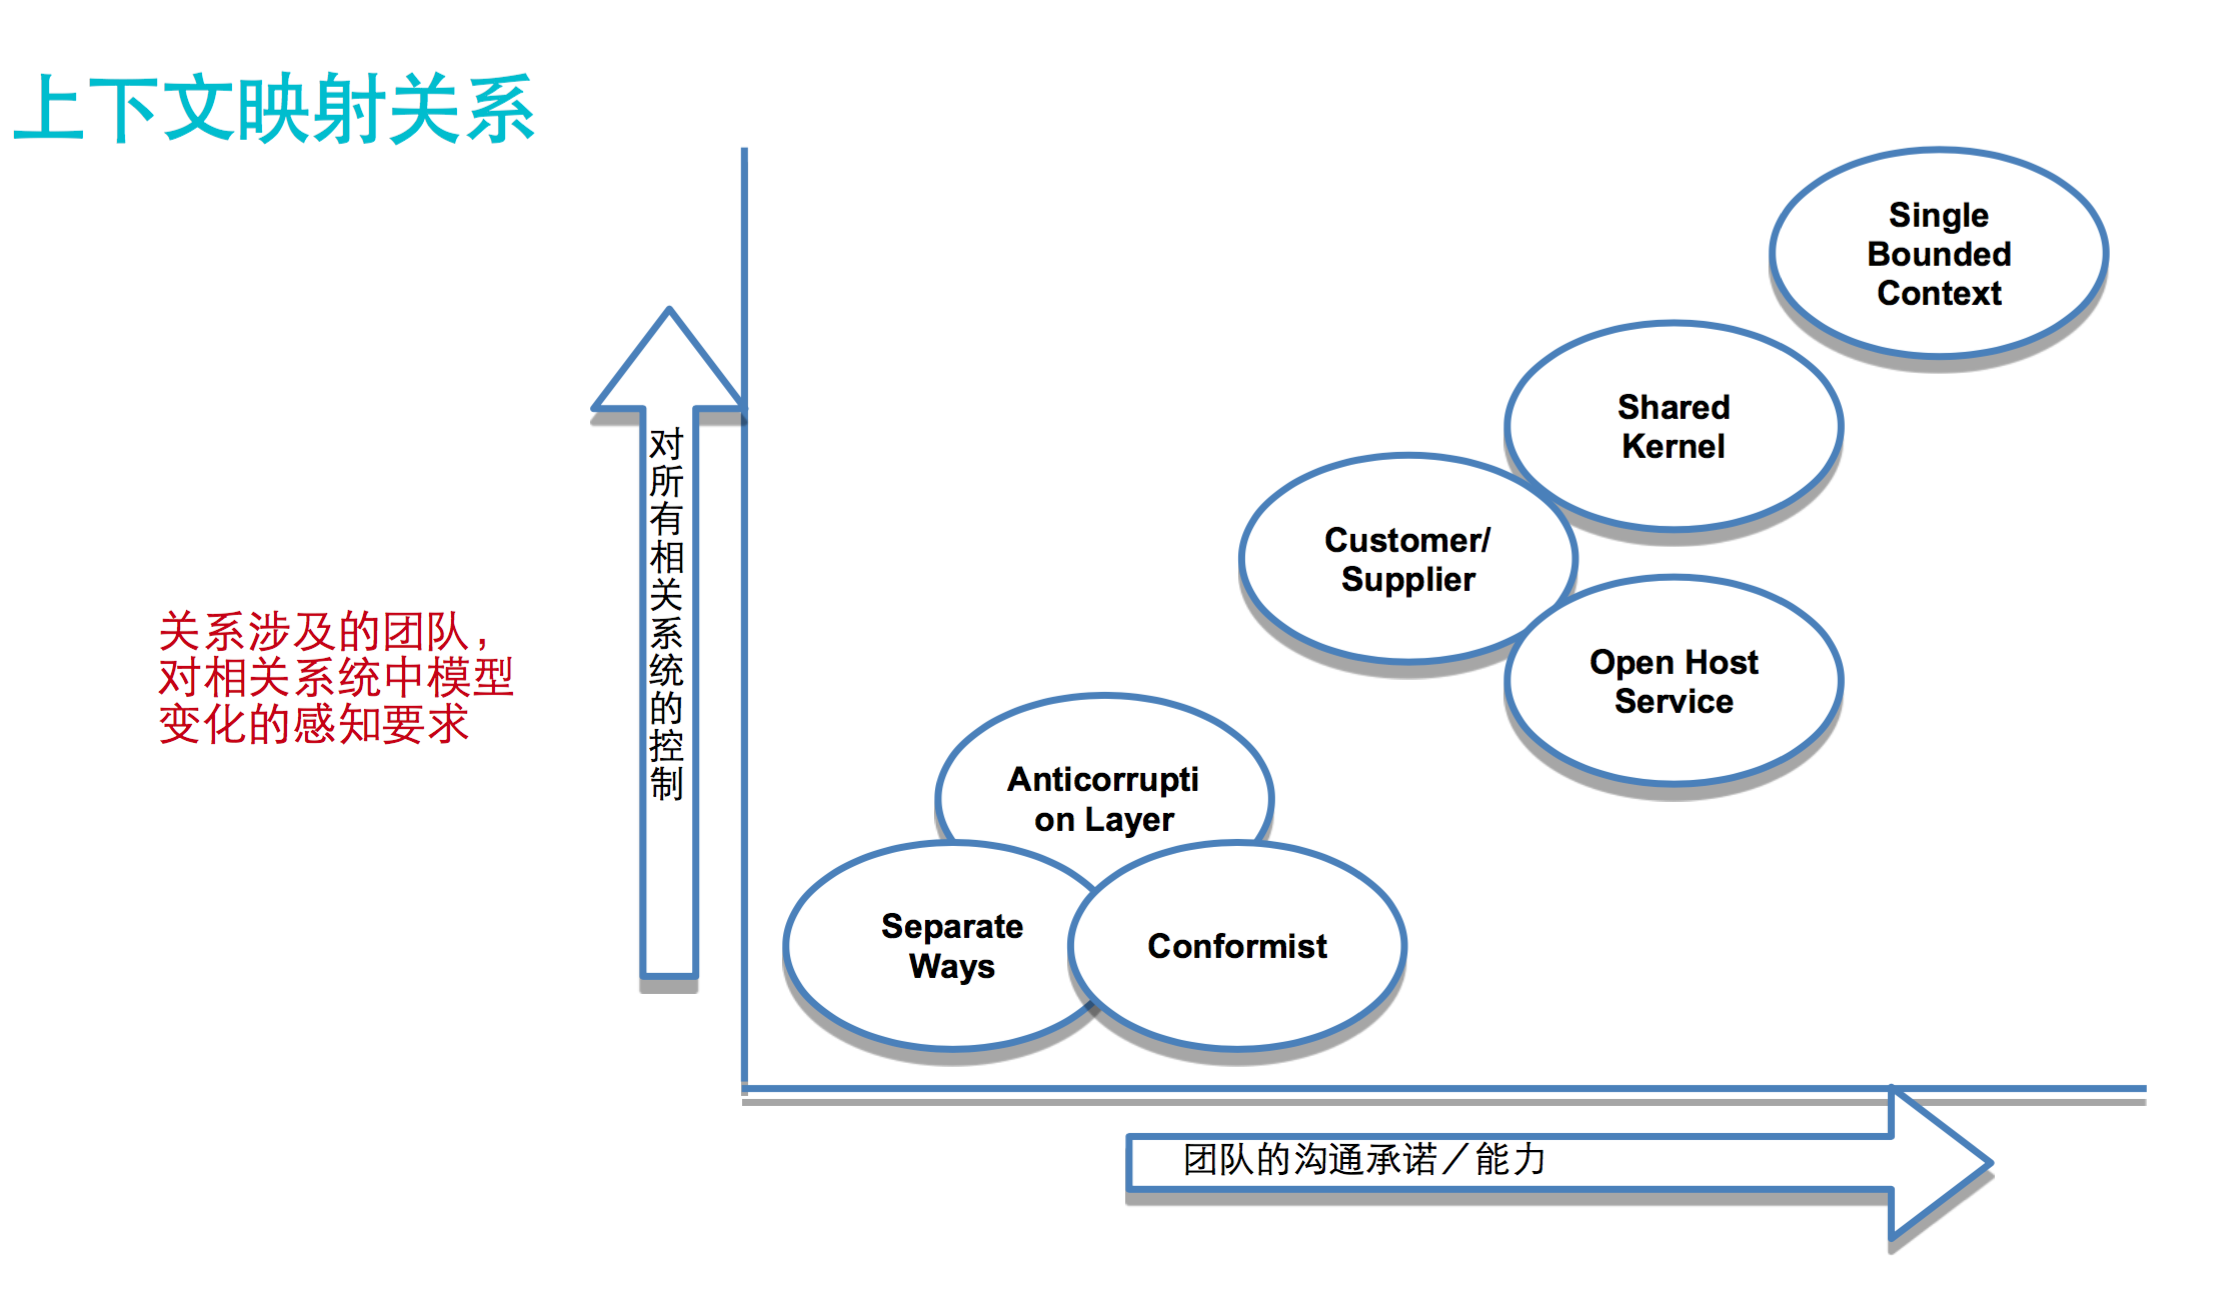 上下文映射关系
Single
Bounded
Context
Shared
Kernel
Customer/
Supplier
Open Host
Service
对所有相关系统的控制
关系涉及的团队，
对相关系统中模型
变化的感知要求
Anticorrupti
on Layer
Separate
Ways
Conformist
团队的沟通承诺／能力